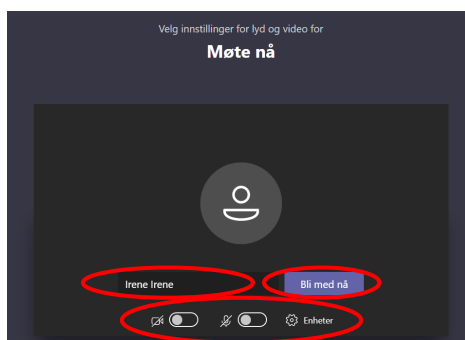 Velg innstillinger for lyd og video for
Møte nå
Irene Irene
Bli med nå
Enheter